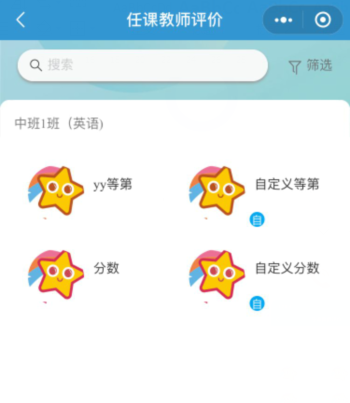 任课教师评价
搜索
筛选
中班1班（英语）
yy等第
自定义等第
自
分数
自定义分数
自